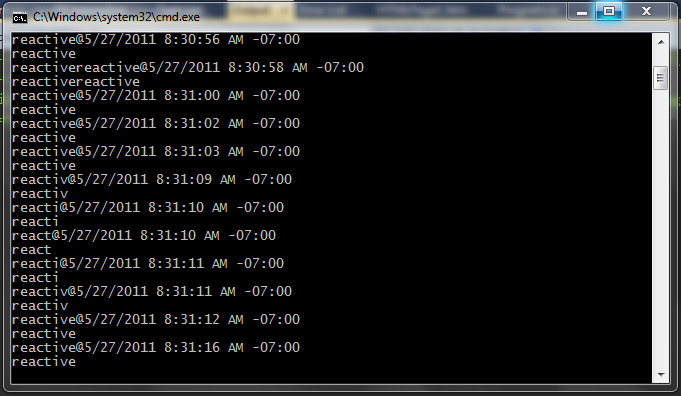 C:\Windows\system32\cmd.exe
reactive@5/27/2011 8:30:56 AM -07:00
reactive
reactivereactive@5/27/2011 8:30:58 AM -07:00
reactivereactive
reactive@5/27/2011 8:31:00 AM -07:00
reactive
reactive@5/27/2011 8:31:02 AM -07:00
reactive
reactive@5/27/2011 8:31:03 AM -07:00
reactive
reactiv@5/27/2011 8:31:09 AM -07:00
reactiv
reacti@5/27/2011 8:31:10 AM -07:00
reacti
react@5/27/2011 8:31:10 AM -07:00
react
reacti@5/27/2011 8:31:11 AM -07:00
reacti
reactiv@5/27/2011 8:31:11 AM -07:00
reactiv
reactive@5/27/2011 8:31:12 AM -07:00
reactive
reactive@5/27/2011 8:31:16 AM -07:00
reactive